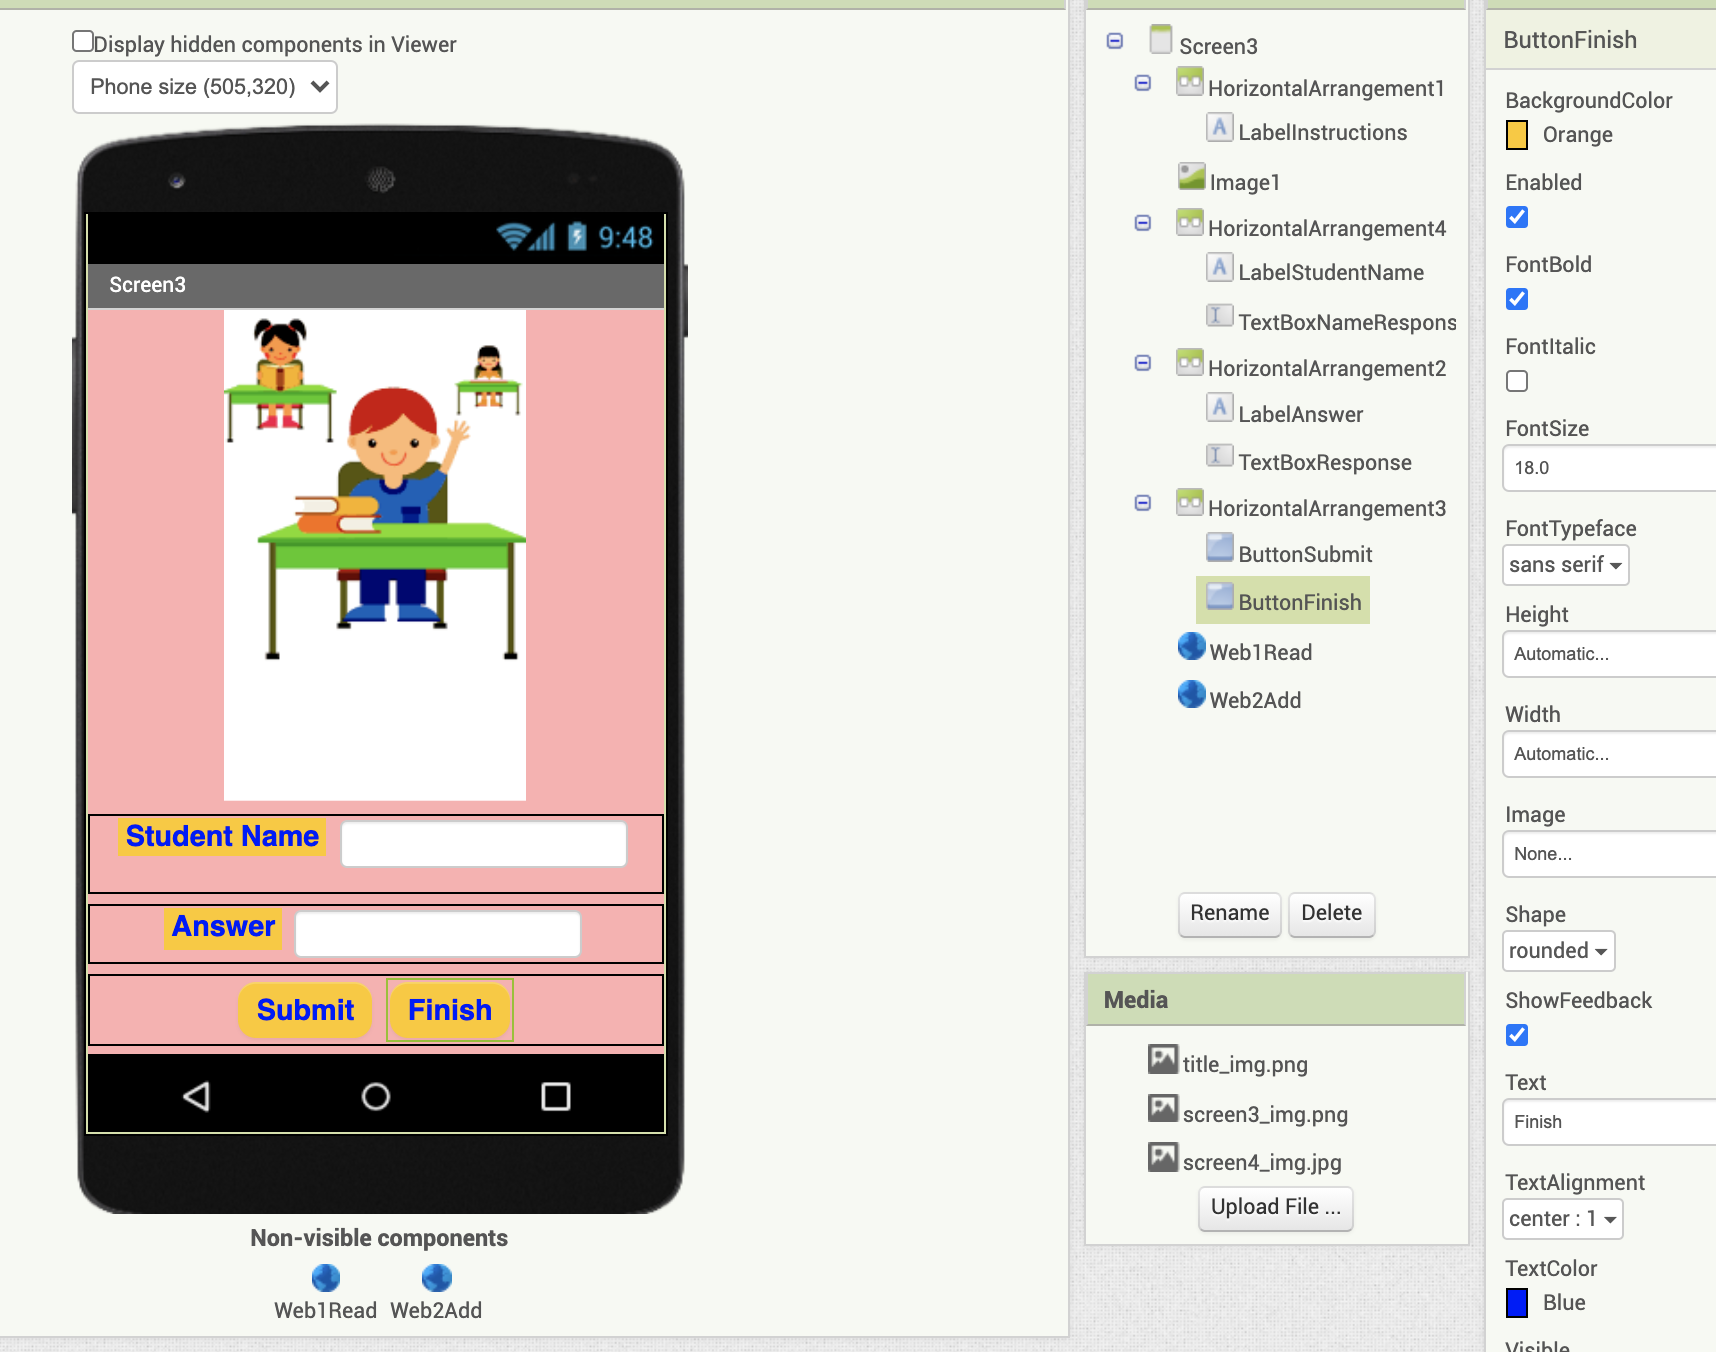 Display hidden components in Viewer
Phone size (505,320)
9:48
Screen3
Student Name
Answer
Submit Finish
Non-visible components
Web1Read Web2Add
Screen3
HorizontalArrangement1
LabelInstructions
Image1
HorizontalArrangement4
LabelStudentName
TextBoxNameRespons
HorizontalArrangement2
LabelAnswer
TextBoxResponse
HorizontalArrangement3
ButtonSubmit
ButtonFinish
Web1Read
Web2Add
Rename Delete
Media
title_img.png
screen3_img.png
screen4_img.jpg
Upload File ...
ButtonFinish
BackgroundColor
Orange
Enabled
FontBold
FontItalic
FontSize
18.0
FontTypeface
sans serif
Height
Automatic...
Width
Automatic...
Image
None...
Shape
rounded
ShowFeedback
Text
Finish
TextAlignment
center : 1
TextColor
Blue
Visible